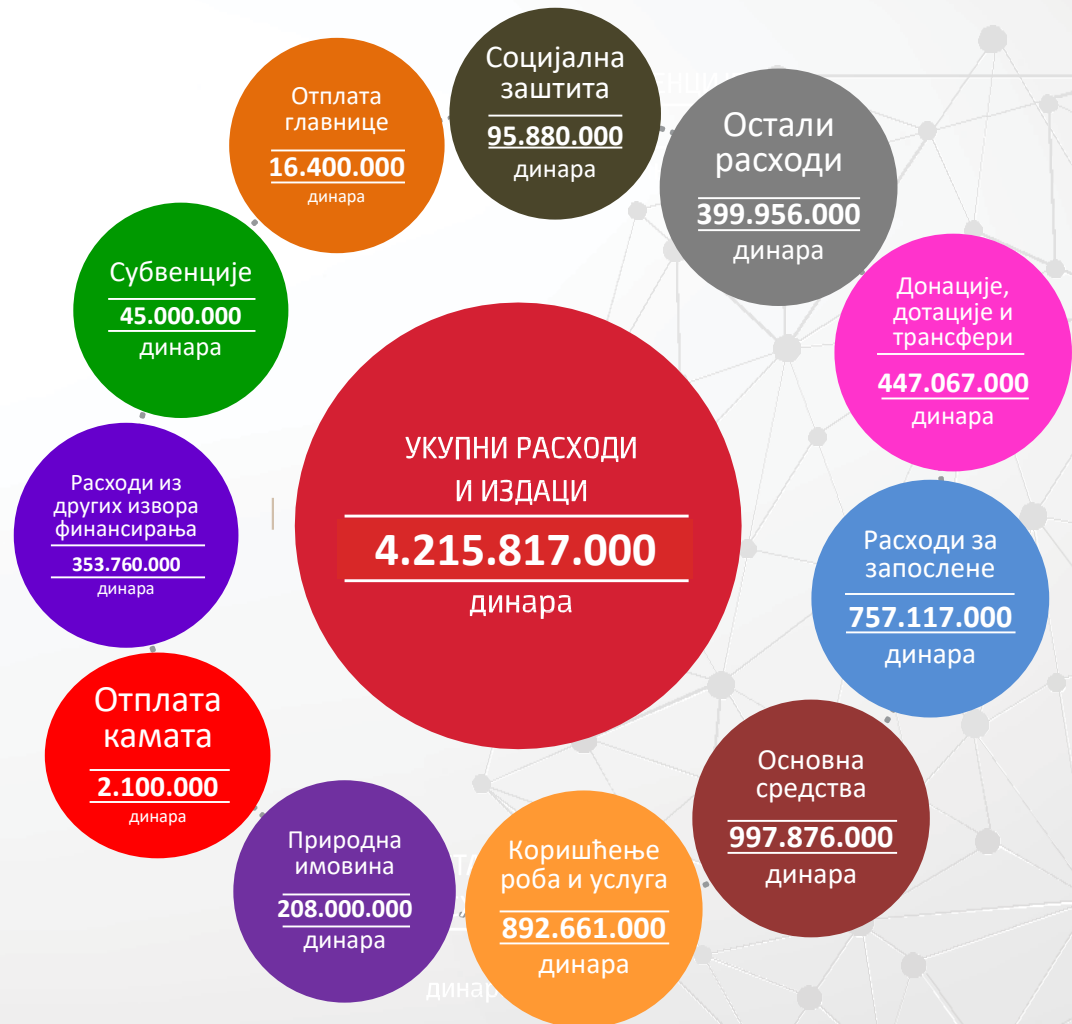 Социјална
заштита
95.880.000
динара
Остали
расходи
399.956.000
динара
Донације,
дотације и
трансфери
447.067.000
динара
Расходи за
запослене
757.117.000
динара
Основна
средства
997.876.000
динара
Коришћење
роба и услуга
892.661.000
динара
Природна
имовина
208.000.000
динара
Отплата
камата
2.100.000
динара
Расходи из
других извора
финансирања
353.760.000
динара
Субвенције
45.000.000
динара
Отплата
главнице
16.400.000
динара
УКУПНИ РАСХОДИ
И ИЗДАЦИ
4.215.817.000
динара